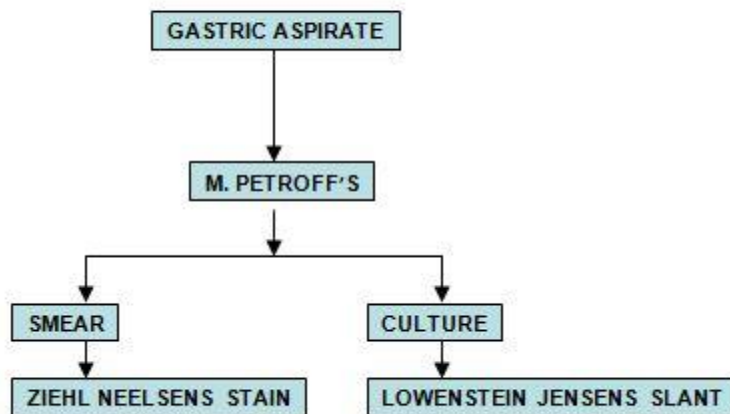 GASTRIC ASPIRATE
M. PETROFF'S
SMEAR
CULTURE
ZIEHL NEELSENS STAIN
LOWENSTEIN JENSENS SLANT